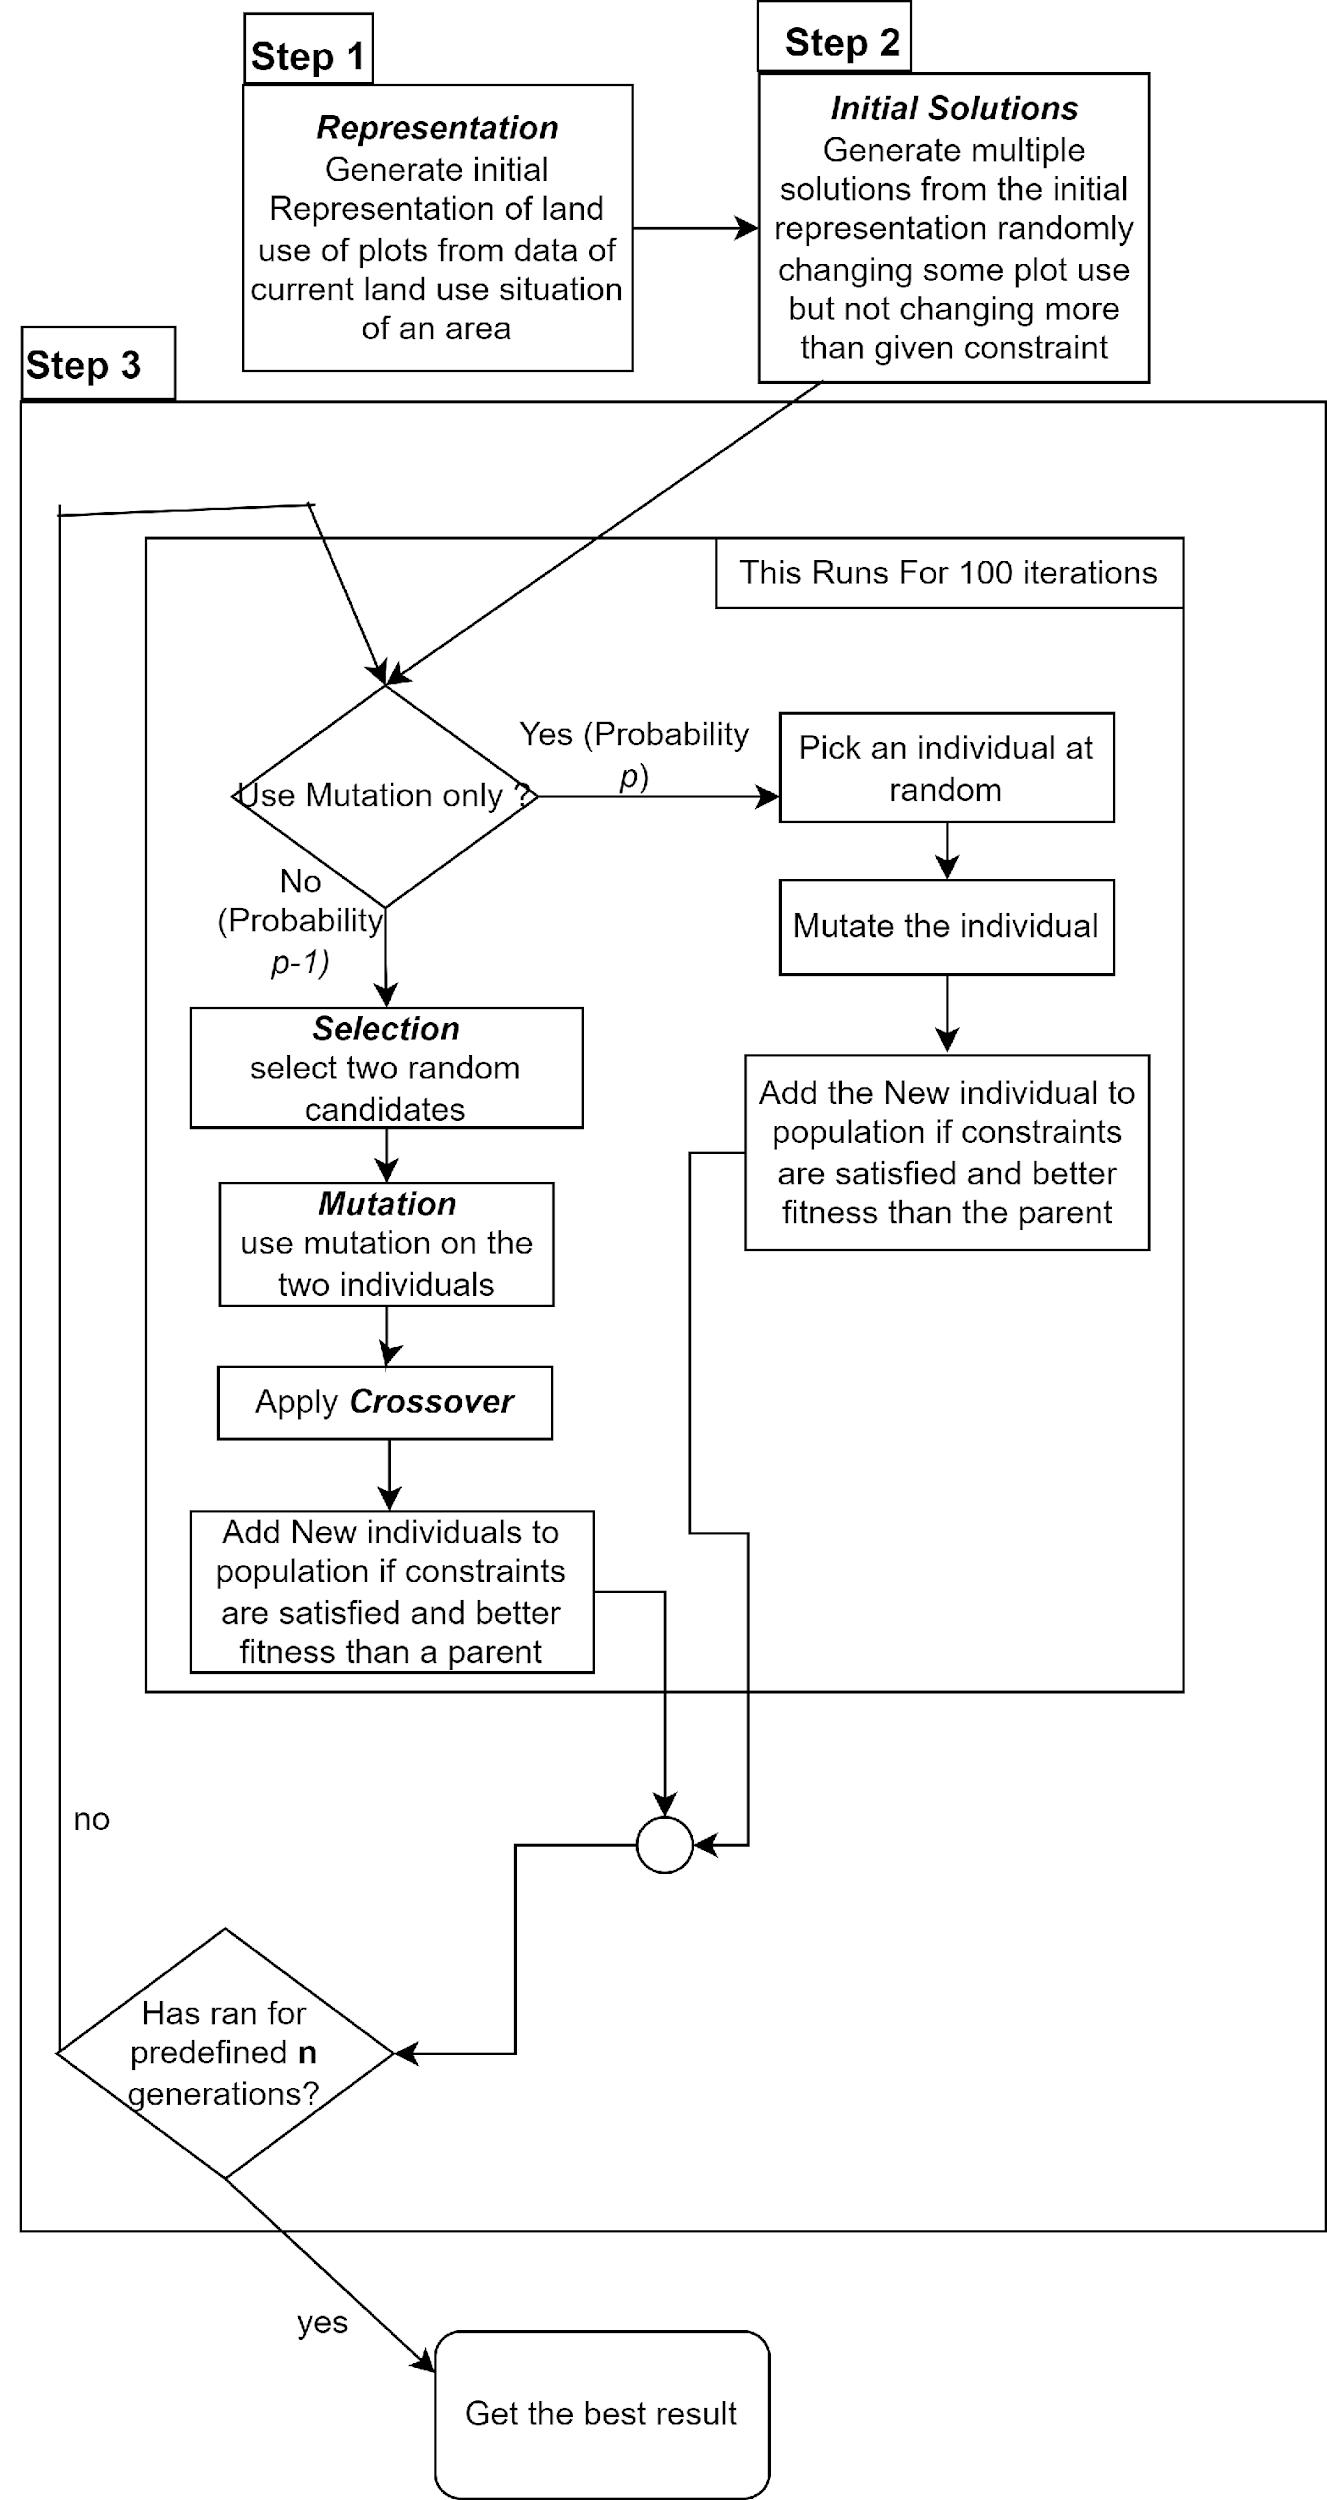 Step 1
Representation
Generate initial
Representation of land
use of plots from data of
current land use situation
of an area
Step 2
Initial Solutions
Generate multiple
solutions from the initial
representation randomly
changing some plot use
but not changing more
than given constraint
Step 3
This Runs For 100 iterations
Use Mutation only ?
Yes (Probability
p)
Pick an individual at
random
Mutate the individual
Add the New individual to
population if constraints
are satisfied and better
fitness than the parent
No
(Probability
p-1)
Selection
select two random
candidates
Mutation
use mutation on the
two individuals
Apply Crossover
Add New individuals to
population if constraints
are satisfied and better
fitness than a parent
no
Has ran for
predefined n
generations?
yes
Get the best result